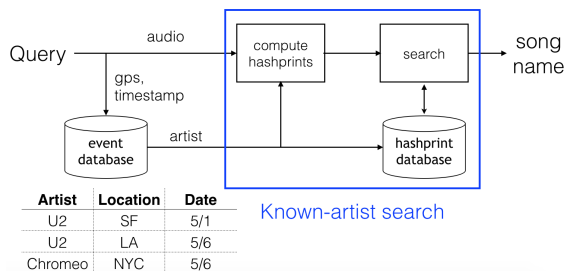 audio
Query
compute
hashprints
search
song
name
gps,
timestamp
artist
event
database
hashprint
database
Known-artist search
Artist Location Date
U2 SF 5/1
U2 LA 5/6
Chromeo NYC 5/6